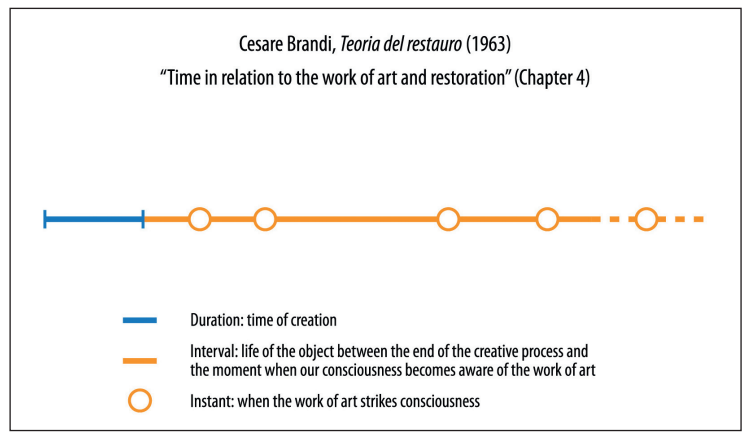 Cesare Brandi, Teoria del restauro (1963)
“Time in relation to the work of art and restoration” (Chapter 4)
Duration: time of creation
Interval: life of the object between the end of the creative process and
the moment when our consciousness becomes aware of the work of art
Instant: when the work of art strikes consciousness